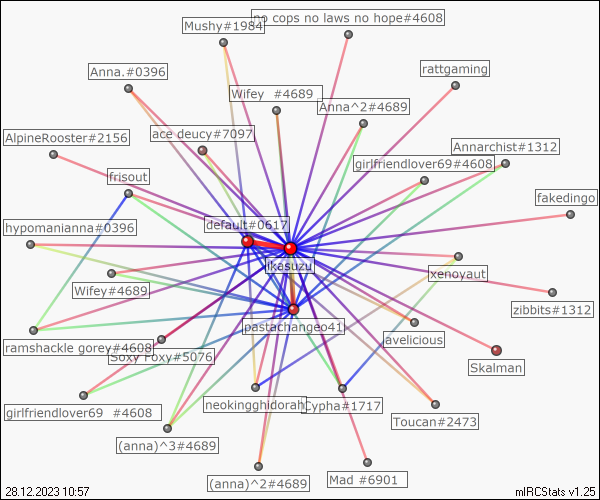 no cops no laws no hope#4608
Mushy#1984
rattgaming
Anna.#0396
Wifey  #4689
Anna^2#4689
ace deucy#7097
AlpineRooster#2156
Annarchist#1312
girlfriendlover69#4608
frisout
fakedingo
default#0617
hypomanianna#0396
ikasuzu
xenoyaut
Wifey#4689
zibbits#1312
pastachange041
avelicious
ramshackle gorey#4608
Soxy Foxy#5076
Skalman
neokingghidorah
Cypha#1717
girlfriendlover69  #4608
Toucan#2473
(anna)^3#4689
(anna)^2#4689
Mad #6901
28.12.2023 10:57
mIRCStats v1.25